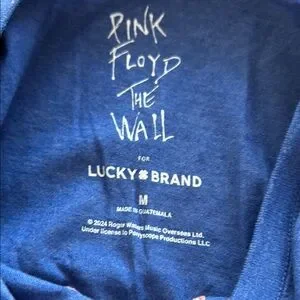 PINK
FLOYD
THE
WALL
FOR
LUCKY BRAND
M
MADE IN GUATEMALA
© 2024 Roger Waters Music Overseas Ltd.
Under license to Perryscope Productions LLC